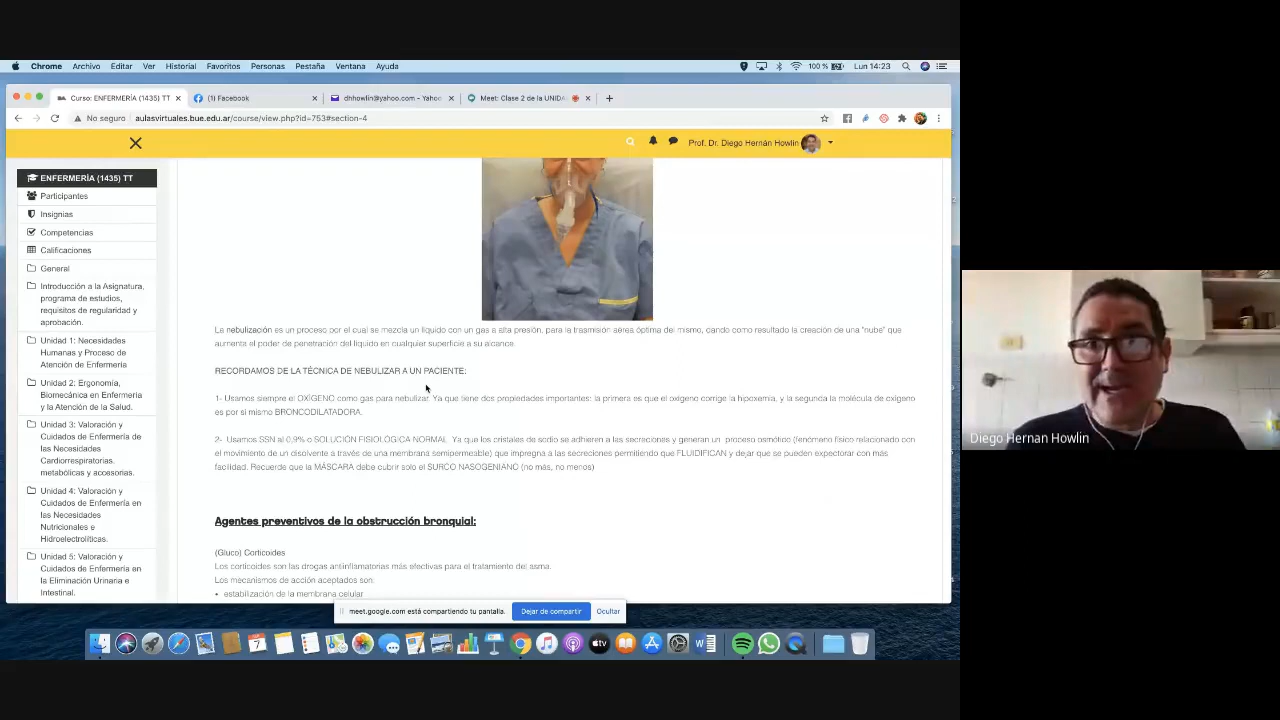 Chrome Archivo Editar Ver Historial Favoritos Personas Pestaña Ventana Ayuda 100 % Lun 14:23
Curso: ENFERMERÍA (1435) TT (1) Facebook dhhowlin@yahoo.com - Yahoo Meet: Clase 2 de la UNIDA
No seguro aulasvirtuales.bue.edu.ar/course/view.php?id=753#section-4
Prof. Dr. Diego Hernán Howlin
ENFERMERÍA (1435) TT
Participantes
Insignias
Competencias
Calificaciones
General
Introducción a la Asignatura,
programa de estudios,
requisitos de regularidad y
aprobación.
Unidad 1: Necesidades
Humanas y Proceso de
Atención de Enfermería
Unidad 2: Ergonomia,
Biomecánica en Enfermería
y la Atención de la Salud.
Unidad 3: Valoración y
Cuidados de Enfermería de
las Necesidades
Cardiorrespiratorias.
metabólicas y accesorias.
Unidad 4: Valoración y
Cuidados de Enfermería en
las Necesidades
Nutricionales e
Hidroelectrolíticas.
Unidad 5: Valoración y
Cuidados de Enfermería en
la Eliminación Urinaria e
Intestinal.
La nebulización es un proceso por el cual se mezcla un líquido con un gas a alta presión, para la trasmisión aérea óptima del mismo, dando como resultado la creación de una "nube" que
aumenta el poder de penetración del líquido en cualquier superficie a su alcance.
RECORDAMOS DE LA TÉCNICA DE NEBULIZAR A UN PACIENTE:
1- Usamos siempre el OXÍGENO como gas para nebulizar. Ya que tiene dos propiedades importantes: la primera es que el oxígeno corrige la hipoxemia, y la segunda la molécula de oxígeno
es por si mismo BRONCODILATADORA.
2- Usamos SSN al 0,9% o SOLUCIÓN FISIOLÓGICA NORMAL. Ya que los cristales de sodio se adhieren a las secreciones y generan un proceso osmótico (fenómeno físico relacionado con
el movimiento de un disolvente a través de una membrana semipermeable) que impregna a las secreciones permitiendo que FLUIDIFICAN y dejar que se pueden expectorar con más
facilidad. Recuerde que la MÁSCARA debe cubrir solo el SURCO NASOGENIANO (no más, no menos)
Agentes preventivos de la obstrucción bronquial:
(Gluco) Corticoides
Los corticoides son las drogas antiinflamatorios más efectivas para el tratamiento del asma.
Los mecanismos de acción aceptados son:
• estabilización de la membrana celular
meet.google.com está compartiendo tu pantalla. Dejar de compartir Ocultar
Diego Hernan Howlin